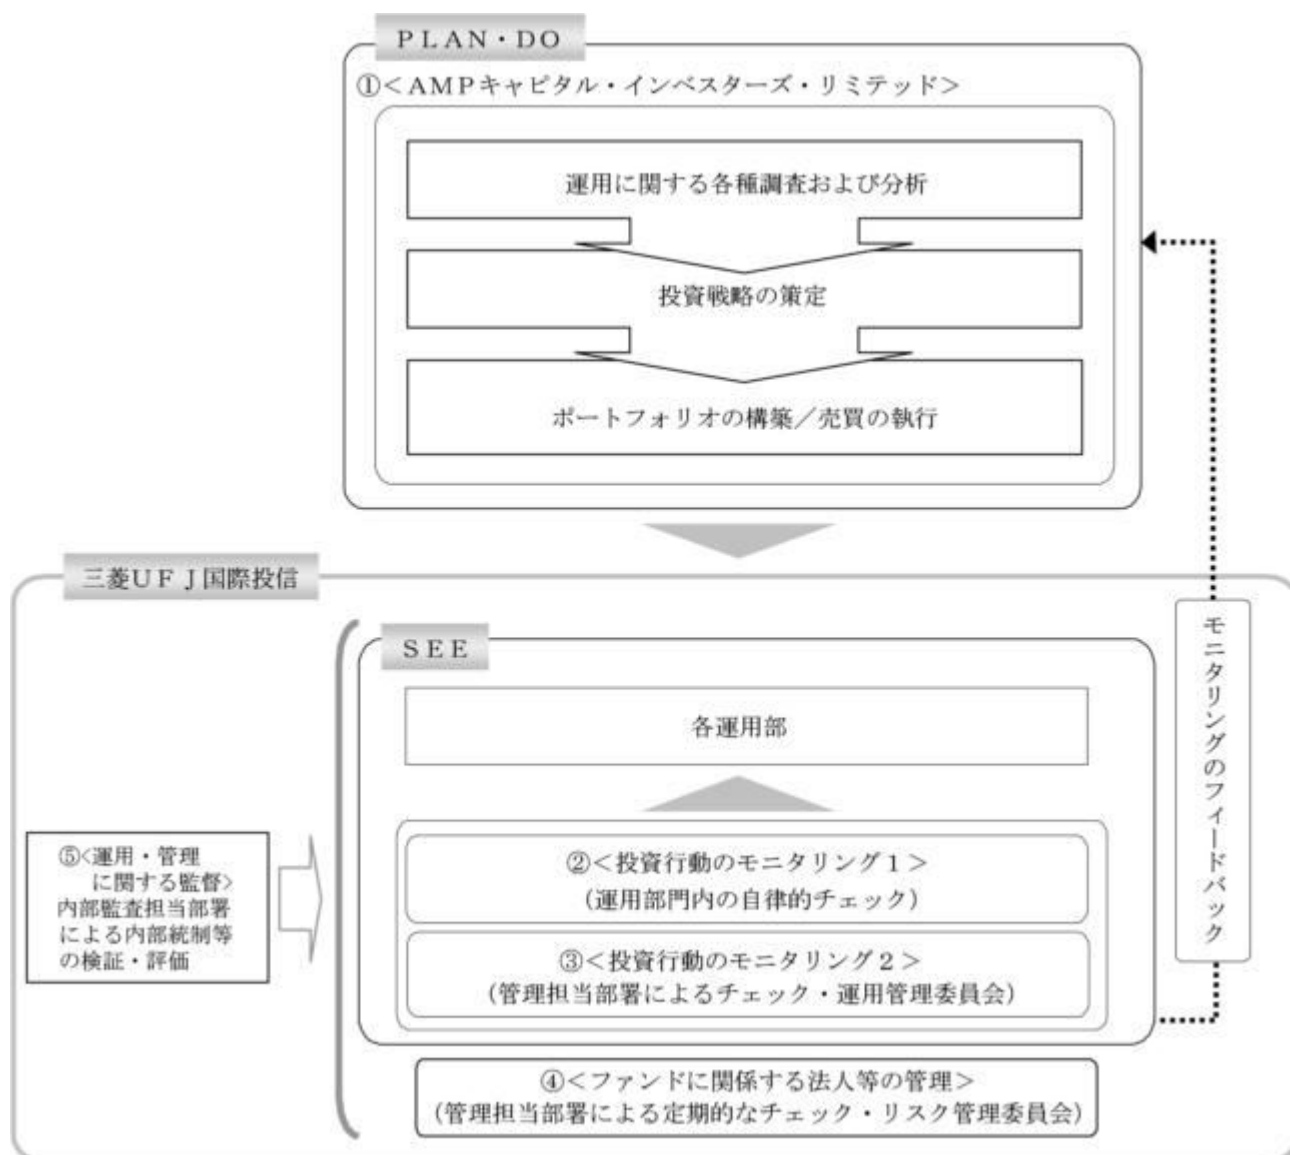 ＰＬＡＮ・ＤＯ
①＜ＡＭＰキャピタル・インベスターズ・リミテッド＞
運用に関する各種調査および分析
投資戦略の策定
ポートフォリオの構築／売買の執行
三菱ＵＦＪ国際投信
ＳＥＥ
各運用部
②＜投資行動のモニタリング１＞
（運用部門内の自律的チェック）
③＜投資行動のモニタリング２＞
（管理担当部署によるチェック・運用管理委員会）
④＜ファンドに関係する法人等の管理＞
（管理担当部署による定期的なチェック・リスク管理委員会）
⑤<運用・管理
に関する監督>
内部監査担当部署
による内部統制等
の検証・評価
モニタリングのフィードバック